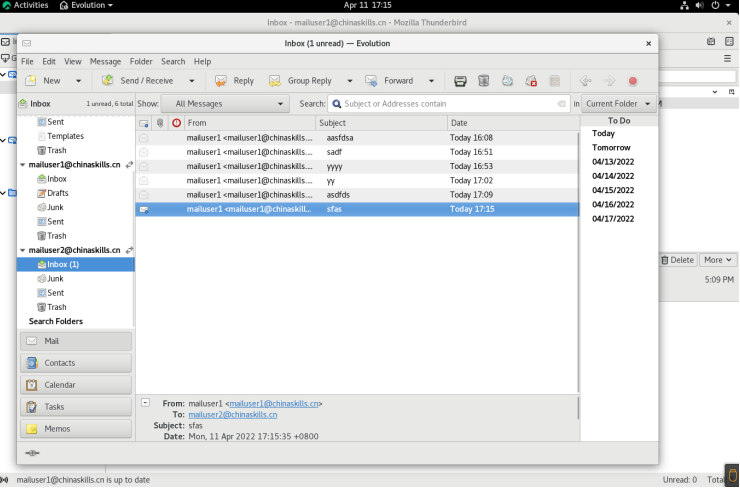 Activities Evolution Apr 11 17:15
Inbox - mailuser1@chinaskills.cn - Mozilla Thunderbird
Inbox (1 unread) — Evolution
File Edit View Message Folder Search Help
New Send / Receive Reply Group Reply Forward
Inbox 1 unread, 6 total Show: All Messages Search: Subject or Addresses contain in Current Folder
From Subject Date To Do
Sent
Templates
Trash
mailuser1@chinaskills.cn
Inbox
Drafts
Junk
Sent
Trash
mailuser2@chinaskills.cn
Inbox (1)
Junk
Sent
Trash
Search Folders
Mail
Contacts
Calendar
Tasks
Memos
mailuser1 <mailuser1@chinaskills.... aasfdsa Today 16:08
mailuser1 <mailuser1@chinaskills.... sadf Today 16:51
mailuser1 <mailuser1@chinaskills.... yyyy Today 16:53
mailuser1 <mailuser1@chinaskills.... yy Today 17:02
mailuser1 <mailuser1@chinaskills.... asdfds Today 17:09
mailuser1 <mailuser1@chinaskill... sfas Today 17:15
Today
Tomorrow
04/13/2022
04/14/2022
04/15/2022
04/16/2022
04/17/2022
Delete More
5:09 PM
From: mailuser1 <mailuser1@chinaskills.cn>
To: mailuser2@chinaskills.cn
Subject: sfas
Date: Mon, 11 Apr 2022 17:15:35 +0800
mailuser1@chinaskills.cn is up to date Unread: 0